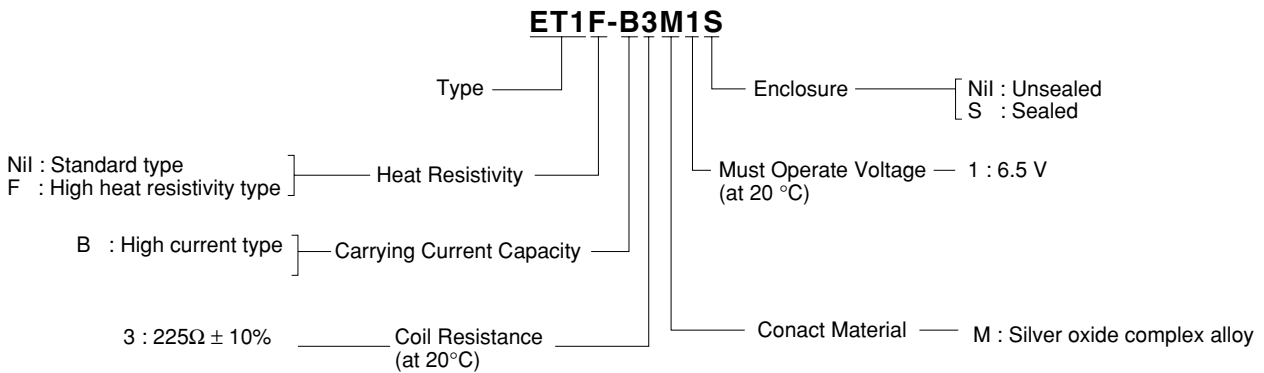 ET1F-B3M1S
Type
Enclosure
Nil : Unsealed
S : Sealed
Nil : Standard type
F : High heat resistivity type
Heat Resistivity
Must Operate Voltage
(at 20 °C)
1 : 6.5 V
B : High current type
Carrying Current Capacity
3 : 225Ω ± 10%
Coil Resistance
(at 20°C)
Conact Material
M : Silver oxide complex alloy